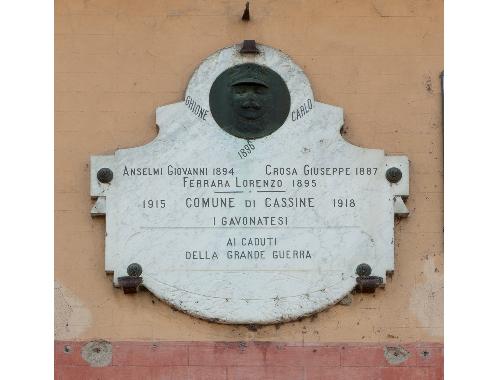 GHIONE CARLO
1896
ANSELMI GIOVANNI 1894 CROSA GIUSEPPE 1887
FERRARA LORENZO 1895
1915 COMUNE DI CASSINE 1918
I GAVONATESI
AI CADUTI
DELLA GRANDE GUERRA